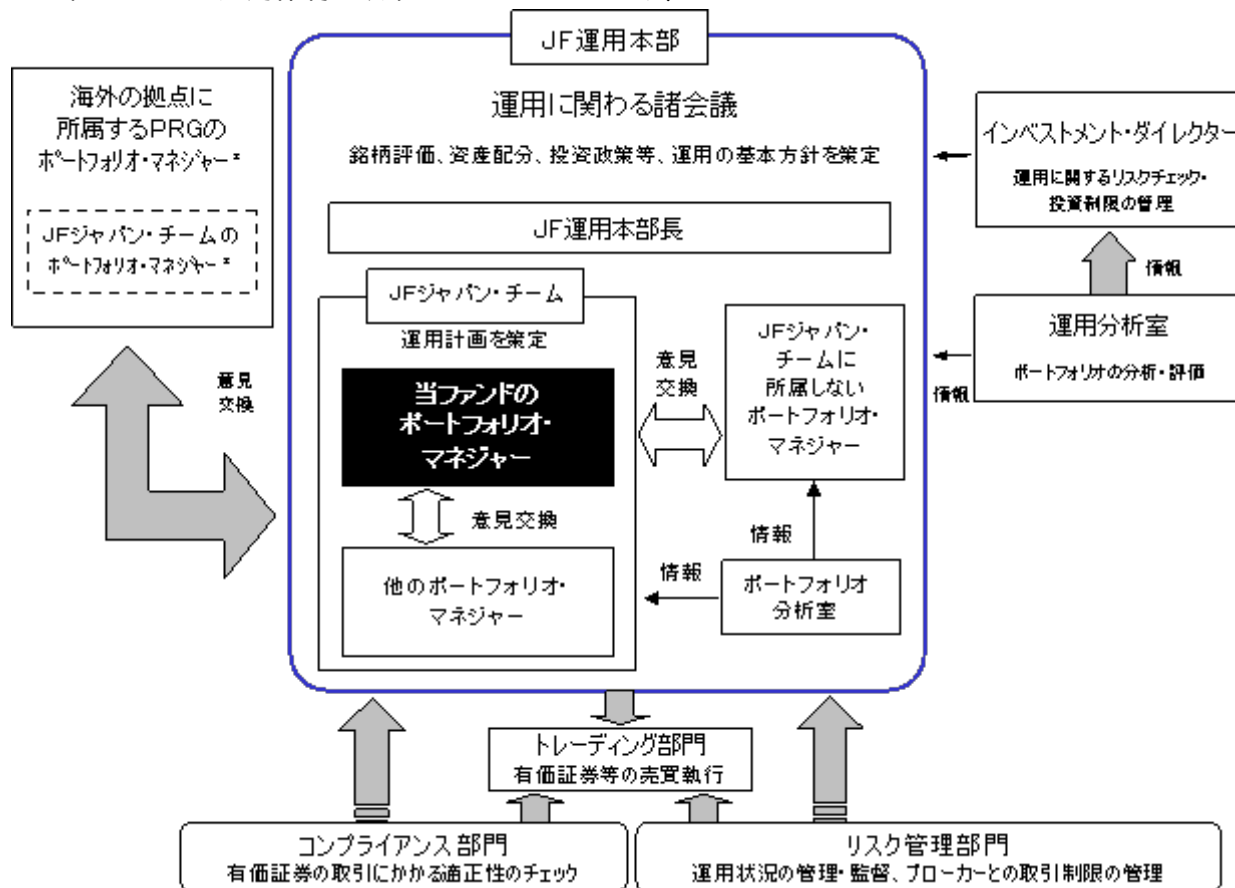 JF運用本部
運用に関わる諸会議
銘柄評価、資産配分、投資政策等、運用の基本方針を策定
海外の拠点に
所属するPRGの
ポートフォリオ・マネジャー*
JFジャパン・チームの
ポートフォリオ・マネジャー*
意見
交換
JF運用本部長
JFジャパン・チーム
運用計画を策定
当ファンドの
ポートフォリオ・
マネジャー
意見交換
他のポートフォリオ・
マネジャー
意見
交換
JFジャパン・
チームに
所属しない
ポートフォリオ・
マネジャー
情報
情報
ポートフォリオ
分析室
インベストメント・ダイレクター
運用に関するリスクチェック・
投資制限の管理
情報
運用分析室
ポートフォリオの分析・評価
情報
トレーディング部門
有価証券等の売買執行
コンプライアンス部門
有価証券の取引にかかる適正性のチェック
リスク管理部門
運用状況の管理・監督、ブローカーとの取引制限の管理